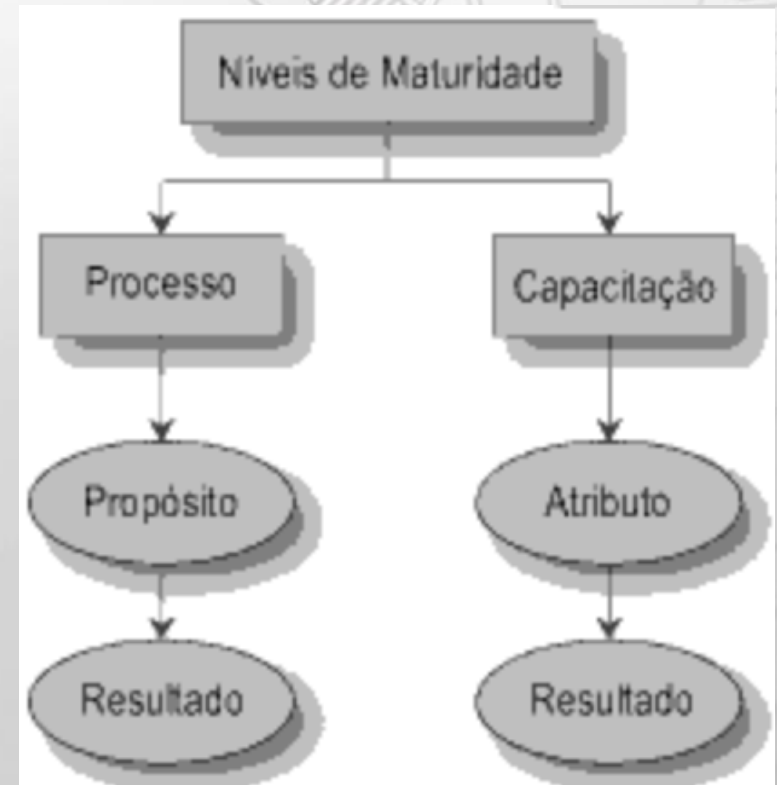 Níveis de Maturidade
Processo
Capacitação
Propósito
Atributo
Resultado
Resultado